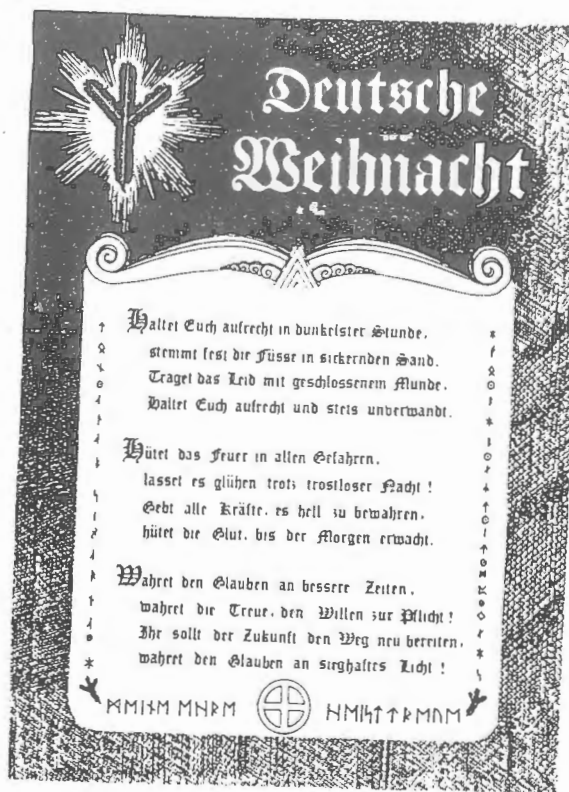 Deutsche
Weihnacht
Haltet Euch aufrecht in dunkelster Stunde,
stemmt fest die Füsse in sickernden Sand.
Traget das Leid mit geschlossenem Munde,
Haltet Euch aufrecht und stets unverwandt.
Hütet das Feuer in allen Gefahren,
lasset es glühen trotz trostloser Nacht !
Gebt alle Kräfte, es hell zu bewahren,
hütet die Glut, bis der Morgen erwacht.
Wahret den Glauben an bessere Zeiten,
wahret die Treue, den Willen zur Pflicht !
Ihr sollt der Zukunft den Weg neu bereiten,
wahret den Glauben an sieghaftes Licht !
ᛗᛖᛁᚾᛖ ᛖᚺᚱᛖ ᚺᛖᛁᛋᛏ ᛏᚱᛖᚢᛖ